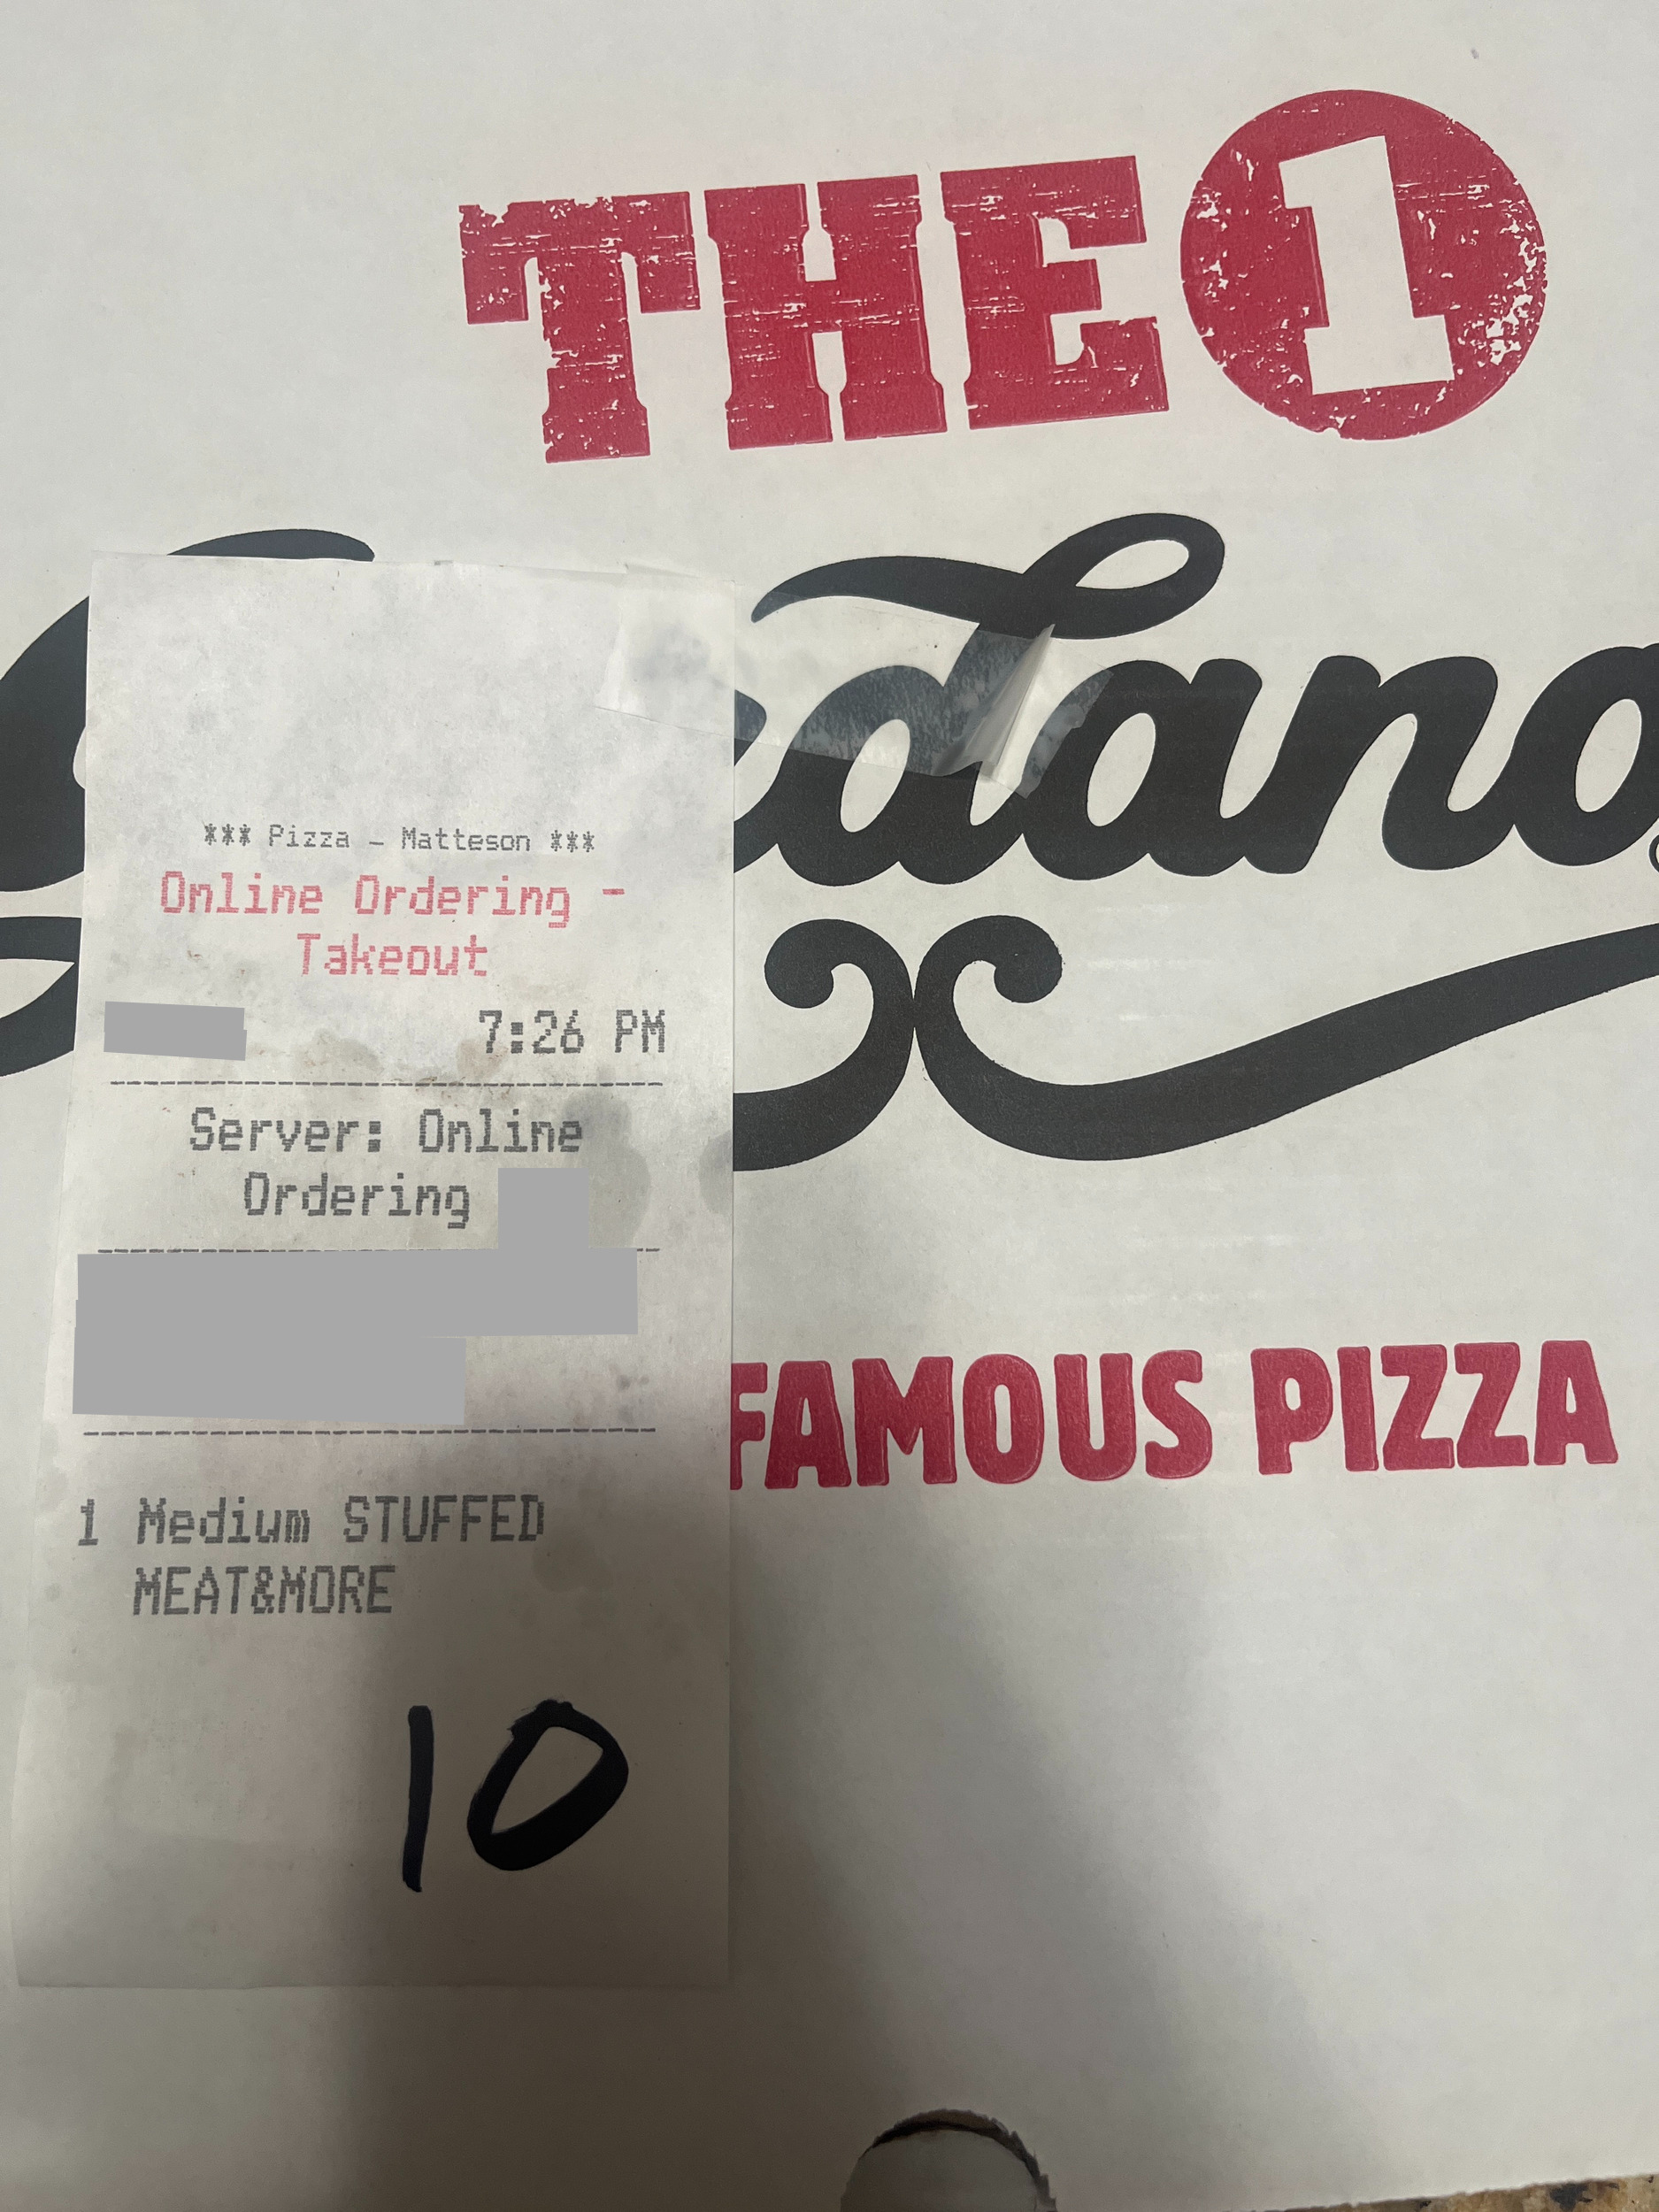 THE 1
*** Pizza - Matteson ***
Online Ordering -
Takeout
7:26 PM
Server: Online
Ordering
FAMOUS PIZZA
1 Medium STUFFED
MEAT&MORE
10